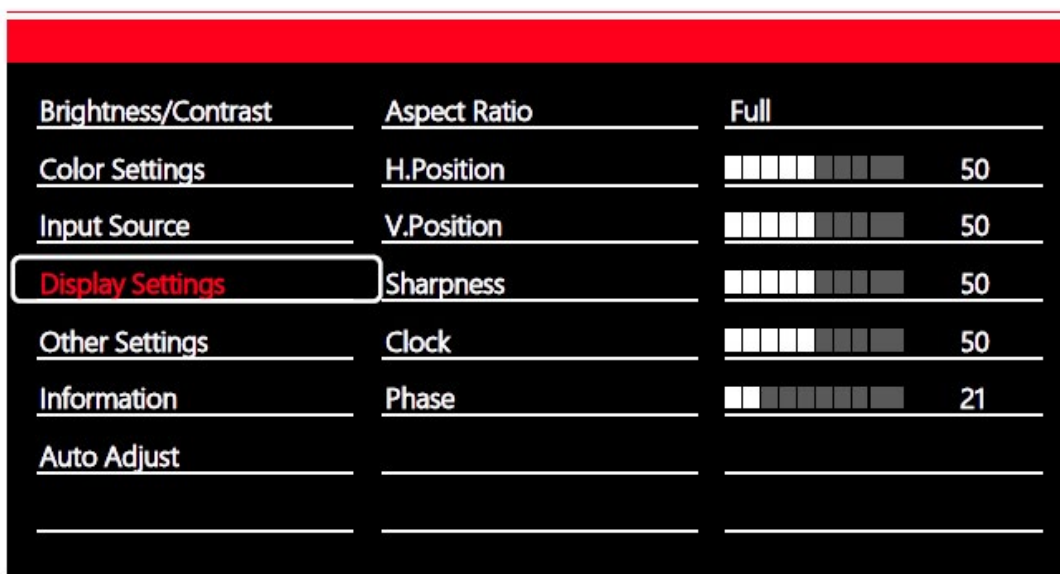 Brightness/Contrast Aspect Ratio Full
Color Settings H.Position 50
Input Source V.Position 50
Display Settings Sharpness 50
Other Settings Clock 50
Information Phase 21
Auto Adjust